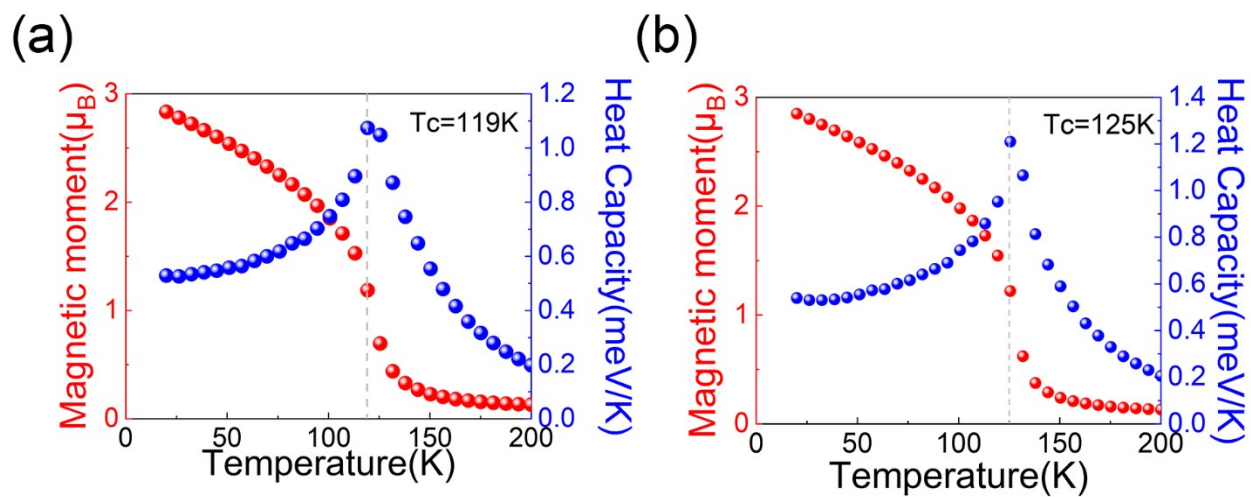 (a)
(b)
Magnetic moment(μB)
3
2
1
0
Tc=119K
1.2
1.0
0.8
0.6
0.4
0.2
0.0
Heat Capacity(meV/K)
0 50 100 150 200
Temperature(K)
Magnetic moment(μB)
3
2
1
0
Tc=125K
1.4
1.2
1.0
0.8
0.6
0.4
0.2
0.0
Heat Capacity(meV/K)
0 50 100 150 200
Temperature(K)